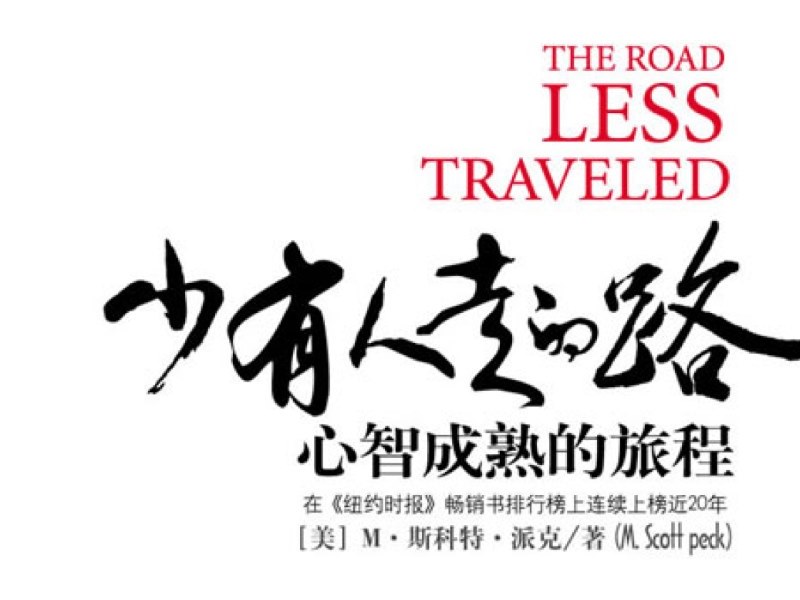 THE ROAD
LESS
TRAVELED
少有人走的路
心智成熟的旅程
在《纽约时报》畅销书排行榜上连续上榜近20年
[美] M·斯科特·派克/著 (M. Scott peck)